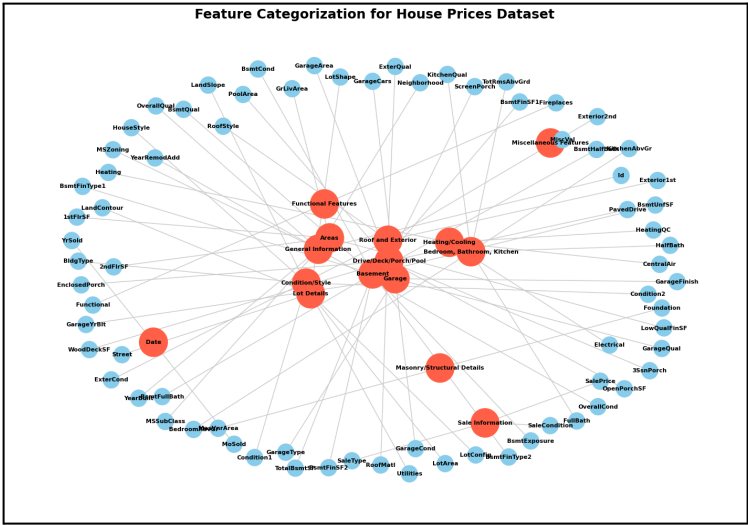 Feature Categorization for House Prices Dataset
GarageArea
ExterQual
BsmtCond
LotShape
KitchenQual
GarageCars
Neighborhood
TotRmsAbvGrd
LandSlope
GrLivArea
ScreenPorch
PoolArea
BsmtFinSF1
Fireplaces
OverallQual
BsmtQual
Exterior2nd
HouseStyle
RoofStyle
MiscVal
Miscellaneous Features
MSZoning
BsmtHalfBath
KitchenAbvGr
YearRemodAdd
Heating
Id
Exterior1st
BsmtFinType1
Functional Features
BsmtUnfSF
LandContour
PavedDrive
1stFlrSF
HeatingQC
Areas
YrSold
Roof and Exterior
Heating/Cooling
HalfBath
General Information
Bedroom, Bathroom, Kitchen
BldgType
Drive/Deck/Porch/Pool
CentralAir
2ndFlrSF
Basement
Garage
EnclosedPorch
Condition/Style
GarageFinish
Lot Details
Condition2
Functional
Foundation
GarageYrBlt
LowQualFinSF
Date
Electrical
WoodDeckSF
Street
GarageQual
Masonry/Structural Details
3SsnPorch
ExterCond
SalePrice
OpenPorchSF
YearBuilt
BsmtFullBath
OverallCond
MSSubClass
Sale Information
SaleCondition
FullBath
BedroomAbvGr
MasVnrArea
MoSold
BsmtExposure
GarageCond
GarageType
LotConfig
Condition1
SaleType
BsmtFinType2
TotalBsmtSF
BsmtFinSF2
RoofMatl
LotArea
Utilities